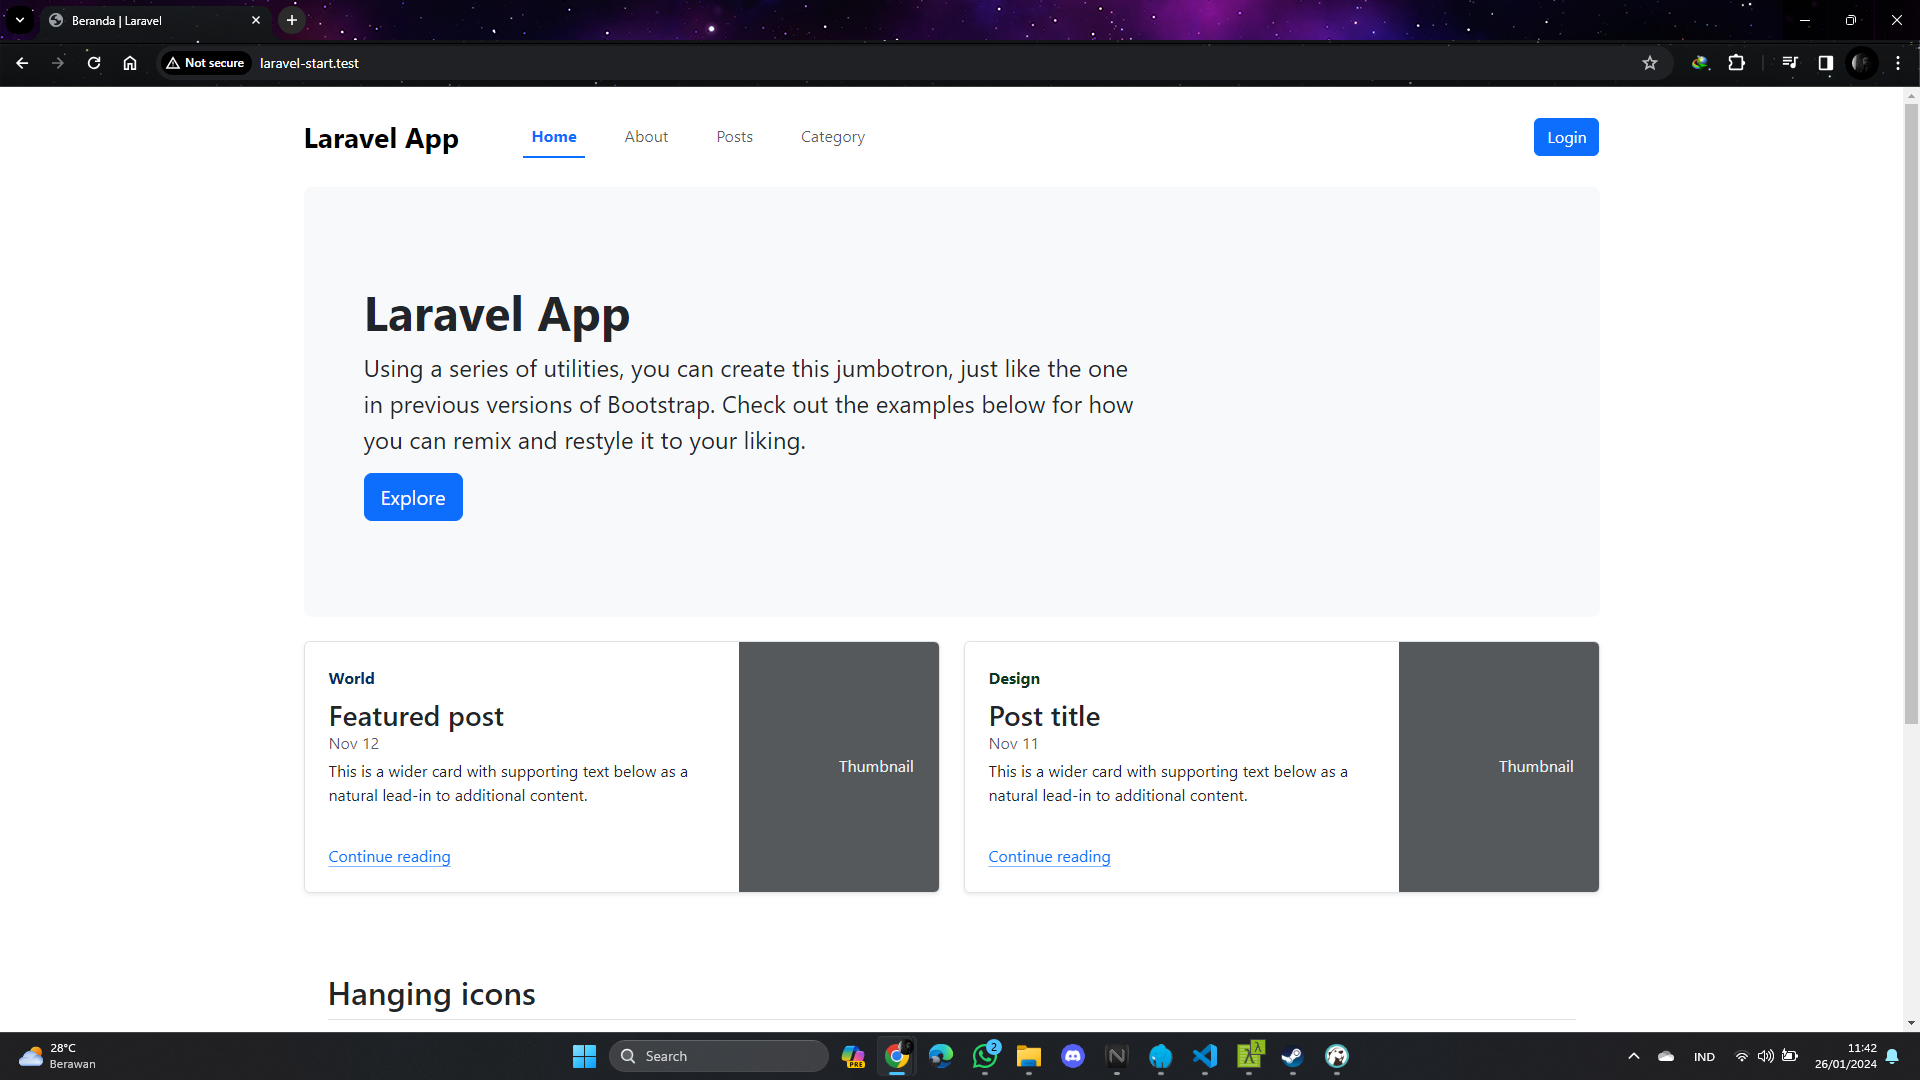 Beranda | Laravel
Not secure
laravel-start.test
Laravel App
Home
About
Posts
Category
Login
Laravel App
Using a series of utilities, you can create this jumbotron, just like the one
in previous versions of Bootstrap. Check out the examples below for how
you can remix and restyle it to your liking.
Explore
World
Featured post
Nov 12
This is a wider card with supporting text below as a
natural lead-in to additional content.
Continue reading
Thumbnail
Design
Post title
Nov 11
This is a wider card with supporting text below as a
natural lead-in to additional content.
Continue reading
Thumbnail
Hanging icons
28°C
Berawan
Search
PRE
2
IND
11:42
26/01/2024